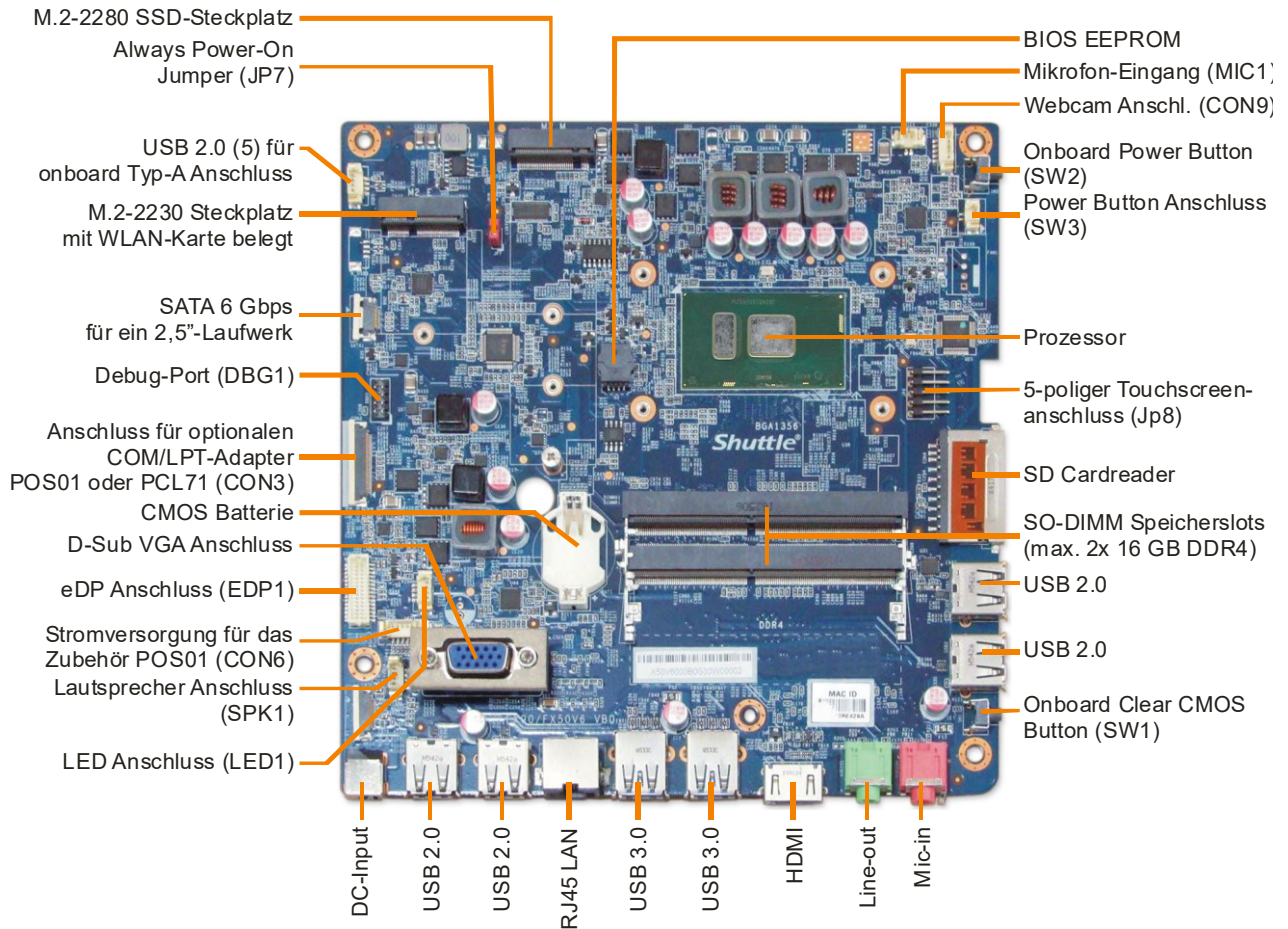 M.2-2280 SSD-Steckplatz
Always Power-On
Jumper (JP7)
USB 2.0 (5) für
onboard Typ-A Anschluss
M.2-2230 Steckplatz
mit WLAN-Karte belegt
SATA 6 Gbps
für ein 2,5”-Laufwerk
Debug-Port (DBG1)
Anschluss für optionalen
COM/LPT-Adapter
POS01 oder PCL71 (CON3)
CMOS Batterie
D-Sub VGA Anschluss
eDP Anschluss (EDP1)
Stromversorgung für das
Zubehör POS01 (CON6)
Lautsprecher Anschluss
(SPK1)
LED Anschluss (LED1)
BIOS EEPROM
Mikrofon-Eingang (MIC1)
Webcam Anschl. (CON9)
Onboard Power Button
(SW2)
Power Button Anschluss
(SW3)
Prozessor
5-poliger Touchscreen-
anschluss (Jp8)
SD Cardreader
SO-DIMM Speicherslots
(max. 2x 16 GB DDR4)
USB 2.0
USB 2.0
Onboard Clear CMOS
Button (SW1)
BGA1356
Shuttle
DDR4
MAC ID
DC-Input
USB 2.0
USB 2.0
RJ45 LAN
USB 3.0
USB 3.0
HDMI
Line-out
Mic-in